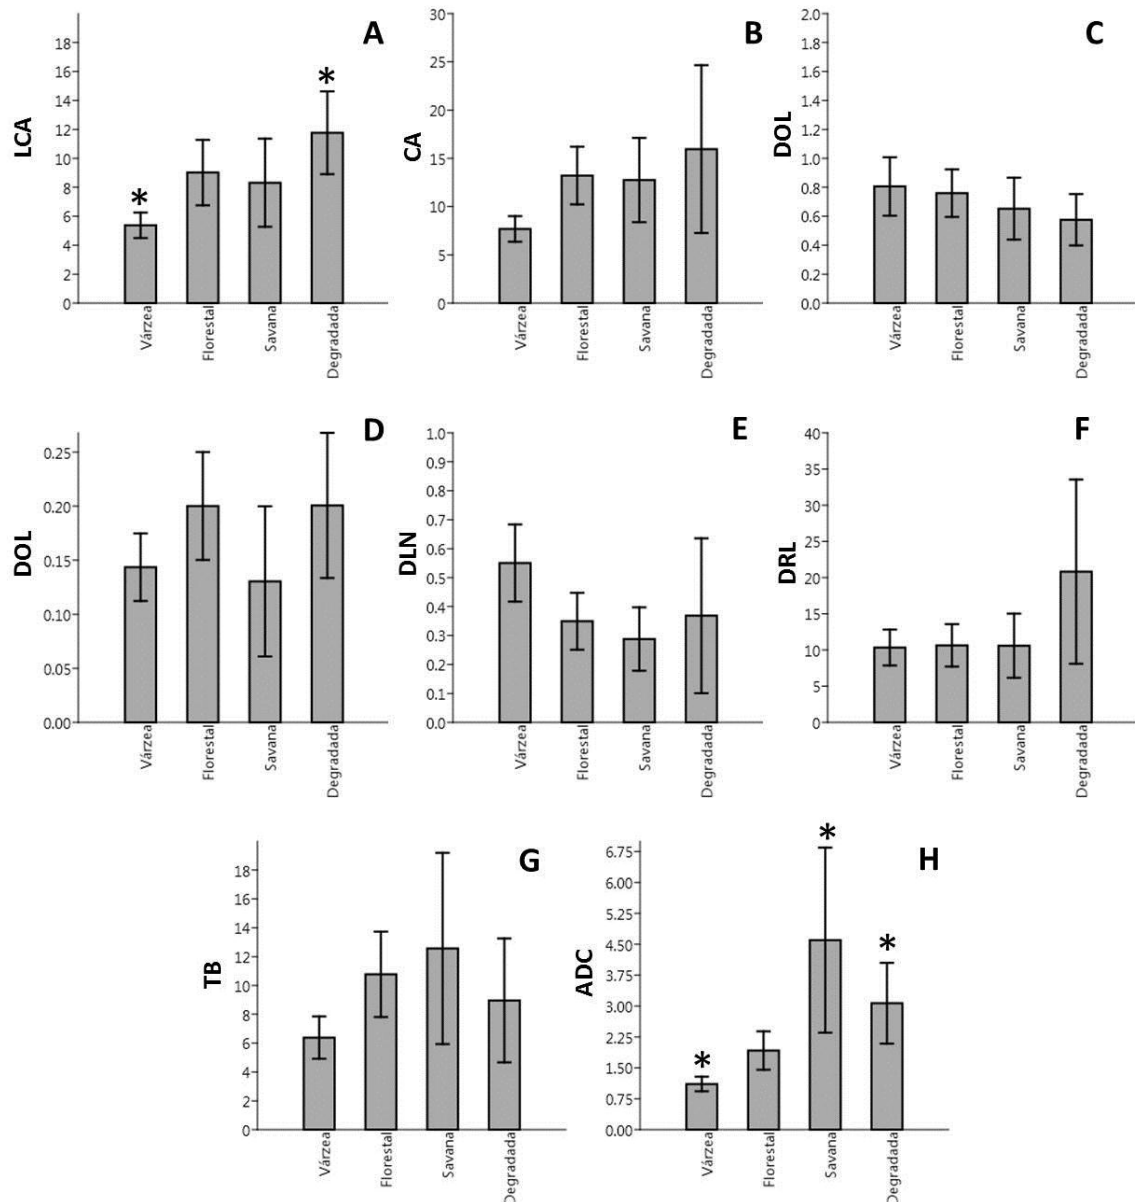 A
LCA
18
16
14
12
10
8
6
4
2
0
*
*
Várzea
Florestal
Savana
Degradada
B
CA
30
25
20
15
10
5
0
Várzea
Florestal
Savana
Degradada
C
DOL
2.0
1.8
1.6
1.4
1.2
1.0
0.8
0.6
0.4
0.2
0.0
Várzea
Florestal
Savana
Degradada
D
DOL
0.25
0.20
0.15
0.10
0.05
0.00
Várzea
Florestal
Savana
Degradada
E
DLN
1.0
0.9
0.8
0.7
0.6
0.5
0.4
0.3
0.2
0.1
0.0
Várzea
Florestal
Savana
Degradada
F
DRL
40
35
30
25
20
15
10
5
0
Várzea
Florestal
Savana
Degradada
G
TB
18
16
14
12
10
8
6
4
2
0
Várzea
Florestal
Savana
Degradada
H
ADC
6.75
6.00
5.25
4.50
3.75
3.00
2.25
1.50
0.75
0.00
*
*
*
Várzea
Florestal
Savana
Degradada